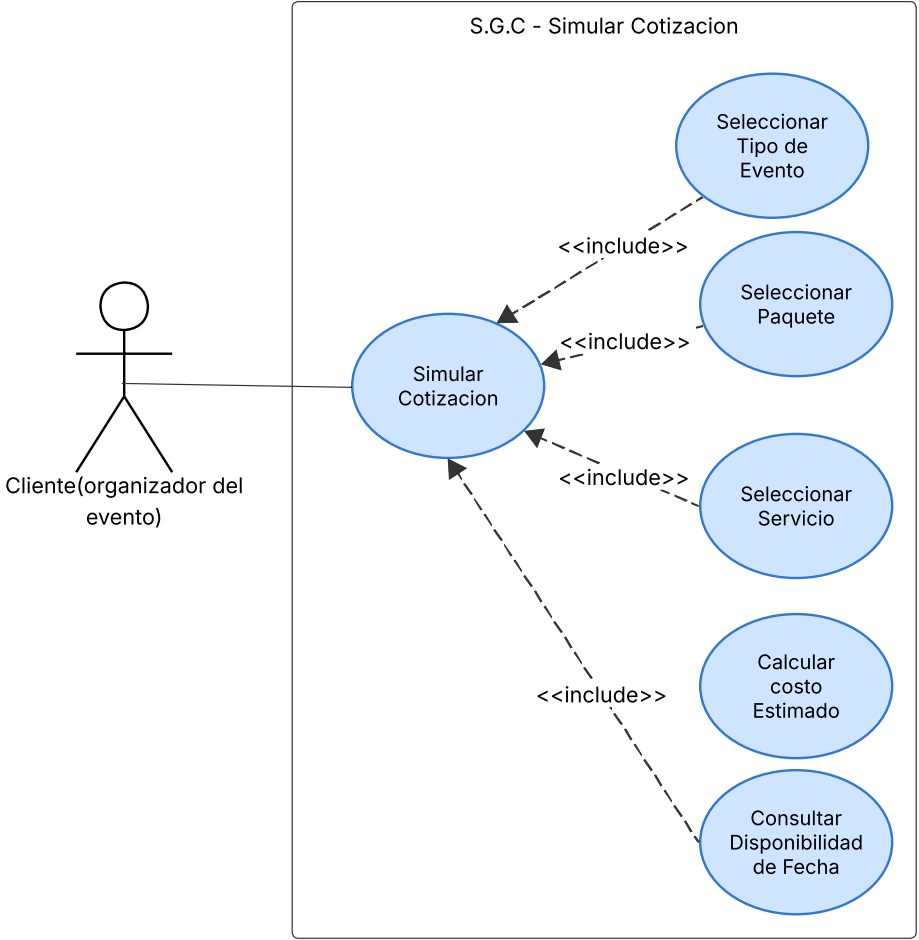 S.G.C - Simular Cotizacion
Seleccionar
Tipo de
Evento
<<include>>
Seleccionar
Paquete
<<include>>
Simular
Cotizacion
Cliente(organizador del
evento)
<<include>>
Seleccionar
Servicio
Calcular
costo
Estimado
<<include>>
Consultar
Disponibilidad
de Fecha